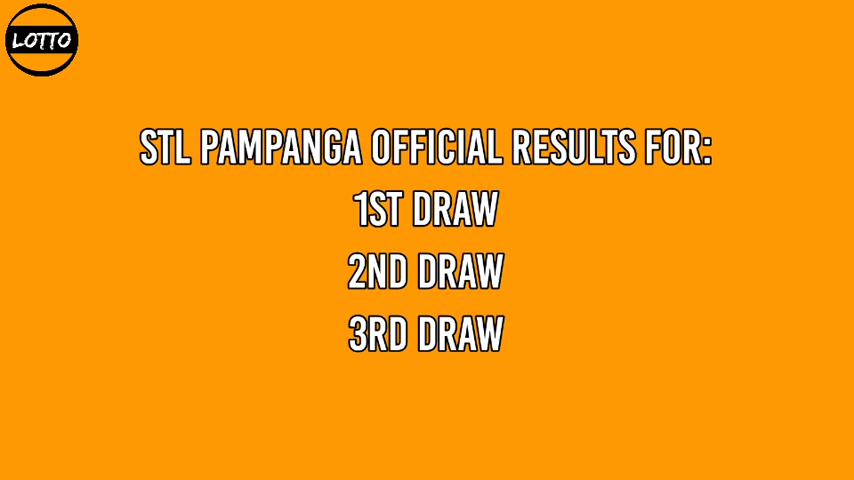 LOTTO
STL PAMPANGA OFFICIAL RESULTS FOR:
1ST DRAW
2ND DRAW
3RD DRAW